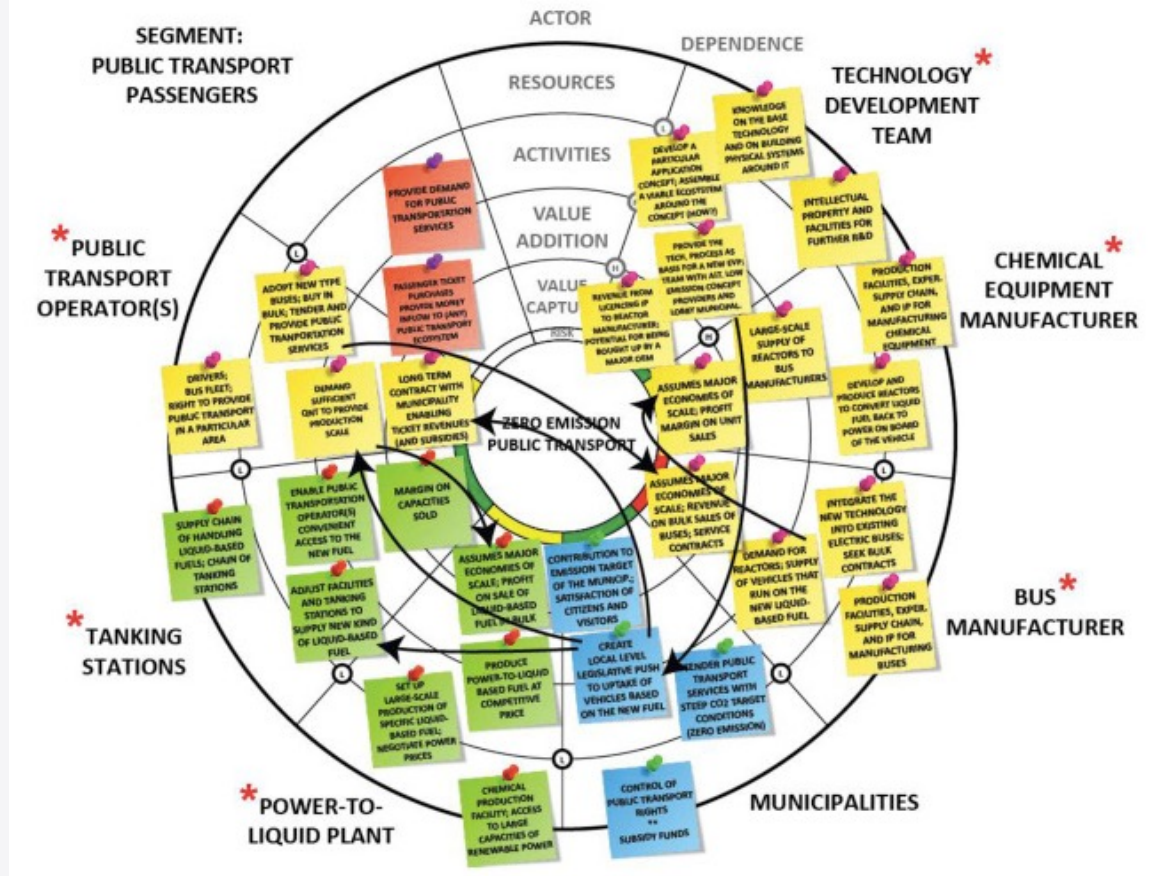 ACTOR
DEPENDENCE
RESOURCES
ACTIVITIES
VALUE
ADDITION
VALUE
CAPTU
RISK
L
L
H
H
L
L
L
L
L
L
SEGMENT:
PUBLIC TRANSPORT
PASSENGERS
PROVIDE DEMAND
FOR PUBLIC
TRANSPORTATION
SERVICES
PASSENGER TICKET
PURCHASES
PROVIDE MONEY
INFLOW TO (ANY)
PUBLIC TRANSPORT
ECOSYSTEM
TECHNOLOGY*
DEVELOPMENT
TEAM
KNOWLEDGE
ON THE BASE
TECHNOLOGY
AND ON BUILDING
PHYSICAL SYSTEMS
AROUND IT
DEVELOP A
PARTICULAR
APPLICATION
CONCEPT; ASSEMBLE
A VIABLE ECOSYSTEM
AROUND THE
CONCEPT (HOW?)
INTELLECTUAL
PROPERTY AND
FACILITIES FOR
FURTHER R&D
PROVIDE THE
TECH. PROCESS AS
BASIS FOR A NEW EVP;
TEAM WITH ALT. LOW
EMISSION CONCEPT
PROVIDERS AND
LOBBY MUNICIPAL.
REVENUE FROM
LICENCING IP
TO REACTOR
MANUFACTURER;
POTENTIAL FOR BEING
BOUGHT UP BY A
MAJOR OEM
CHEMICAL*
EQUIPMENT
MANUFACTURER
PRODUCTION
FACILITIES, EXPER.
SUPPLY CHAIN,
AND IP FOR
MANUFACTURING
CHEMICAL
EQUIPMENT
LARGE-SCALE
SUPPLY OF
REACTORS TO
BUS
MANUFACTURERS
DEVELOP AND
PRODUCE REACTORS
TO CONVERT LIQUID
FUEL BACK TO
POWER ON BOARD
OF THE VEHICLE
ASSUMES MAJOR
ECONOMIES OF
SCALE; PROFIT
MARGIN ON UNIT
SALES
*PUBLIC
TRANSPORT
OPERATOR(S)
ADOPT NEW TYPE
BUSES; BUY IN
BULK; TENDER AND
PROVIDE PUBLIC
TRANPORTATION
SERVICES
DRIVERS;
BUS FLEET;
RIGHT TO PROVIDE
PUBLIC TRANSPORT
IN A PARTICULAR
AREA
DEMAND
SUFFICIENT
QNT TO PROVIDE
PRODUCTION
SCALE
LONG TERM
CONTRACT WITH
MUNICIPALITY
ENABLING
TICKET REVENUES
(AND SUBSIDIES)
ZERO EMISSION
PUBLIC TRANSPORT
ASSUMES MAJOR
ECONOMIES OF
SCALE; REVENUE
ON BULK SALES OF
BUSES; SERVICE
CONTRACTS
INTEGRATE THE
NEW TECHNOLOGY
INTO EXISTING
ELECTRIC BUSES;
SEEK BULK
CONTRACTS
DEMAND FOR
REACTORS; SUPPLY
OF VEHICLES THAT
RUN ON THE
NEW LIQUID-
BASED FUEL
PRODUCTION
FACILITIES, EXPER.
SUPPLY CHAIN,
AND IP FOR
MANUFACTURING
BUSES
BUS*
MANUFACTURER
MARGIN ON
CAPACITIES
SOLD
ENABLE PUBLIC
TRANSPORTATION
OPERATOR(S)
CONVENIENT
ACCESS TO THE
NEW FUEL
SUPPLY CHAIN
OF HANDLING
LIQUID-BASED
FUELS; CHAIN OF
TANKING
STATIONS
ADJUST FACILITIES
AND TANKING
STATIONS TO
SUPPLY NEW KIND
OF LIQUID-BASED
FUEL
*TANKING
STATIONS
ASSUMES MAJOR
ECONOMIES OF
SCALE; PROFIT
ON SALE OF
LIQUID-BASED
FUEL IN BULK
PRODUCE
POWER-TO-LIQUID
BASED FUEL AT
COMPETITIVE
PRICE
SET UP
LARGE-SCALE
PRODUCTION OF
SPECIFIC LIQUID-
BASED FUEL;
NEGOTIATE POWER
PRICES
CHEMICAL
PRODUCTION
FACILITY; ACCESS
TO LARGE
CAPACITIES OF
RENEWABLE POWER
*POWER-TO-
LIQUID PLANT
CONTRIBUTION TO
EMISSION TARGET
OF THE MUNICIP.;
SATISFACTION OF
CITIZENS AND
VISITORS
CREATE
LOCAL LEVEL
LEGISLATIVE PUSH
TO UPTAKE OF
VEHICLES BASED
ON THE NEW FUEL
TENDER PUBLIC
TRANSPORT
SERVICES WITH
STEEP CO2 TARGET
CONDITIONS
(ZERO EMISSION)
CONTROL OF
PUBLIC TRANSPORT
RIGHTS
++
SUBSIDY FUNDS
MUNICIPALITIES